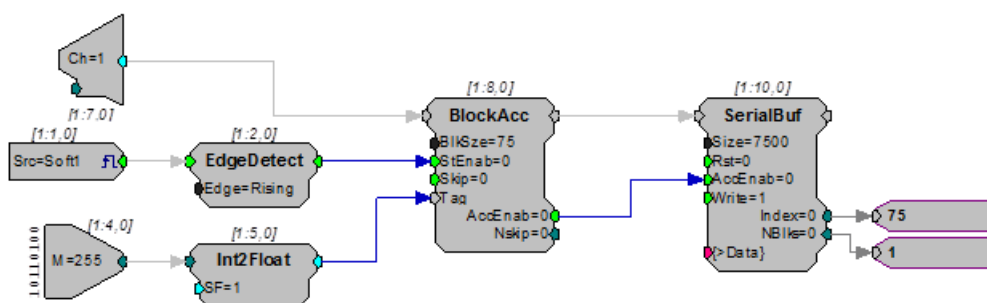 Ch=1
[1:7,0]
[1:1,0]
Src=Soft1
[1:2,0]
EdgeDetect
Edge=Rising
[1:4,0]
10110100
M=255
[1:5,0]
Int2Float
SF=1
[1:8,0]
BlockAcc
BlkSize=75
StEnab=0
Skip=0
Tag
AccEnab=0
Nskip=0
[1:10,0]
SerialBuf
Size=7500
Rst=0
AccEnab=0
Write=1
Index=0
NBlks=0
{>Data}
75
1